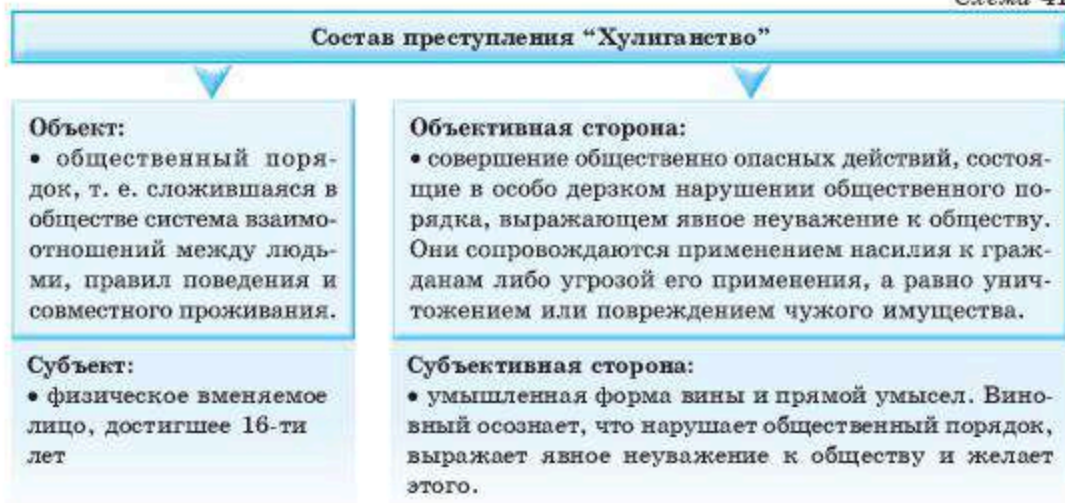 Схема 41
Состав преступления “Хулиганство”
Объект:
• общественный поря-
док, т. е. сложившаяся в
обществе система взаимо-
отношений между людь-
ми, правил поведения и
совместного проживания.
Объективная сторона:
• совершение общественно опасных действий, состоя-
щие в особо дерзком нарушении общественного по-
рядка, выражающем явное неуважение к обществу.
Они сопровождаются применением насилия к граж-
данам либо угрозой его применения, а равно унич-
тожением или повреждением чужого имущества.
Субъект:
• физическое вменяемое
лицо, достигшее 16-ти
лет
Субъективная сторона:
• умышленная форма вины и прямой умысел. Вино-
вный осознает, что нарушает общественный порядок,
выражает явное неуважение к обществу и желает
этого.